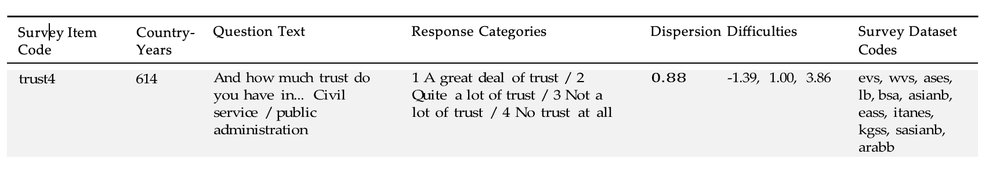 Survey Item Code Country-Years Question Text Response Categories Dispersion Difficulties Survey Dataset Codes
trust4 614 And how much trust do 1 A great deal of trust / 2 0.88 -1.39, 1.00, 3.86 evs, wvs, ases,
you have in... Civil Quite a lot of trust / 3 Not a lb, bsa, asianb,
service / public lot of trust / 4 No trust at all eass, itanes,
administration kgss, sasianb,
arabb